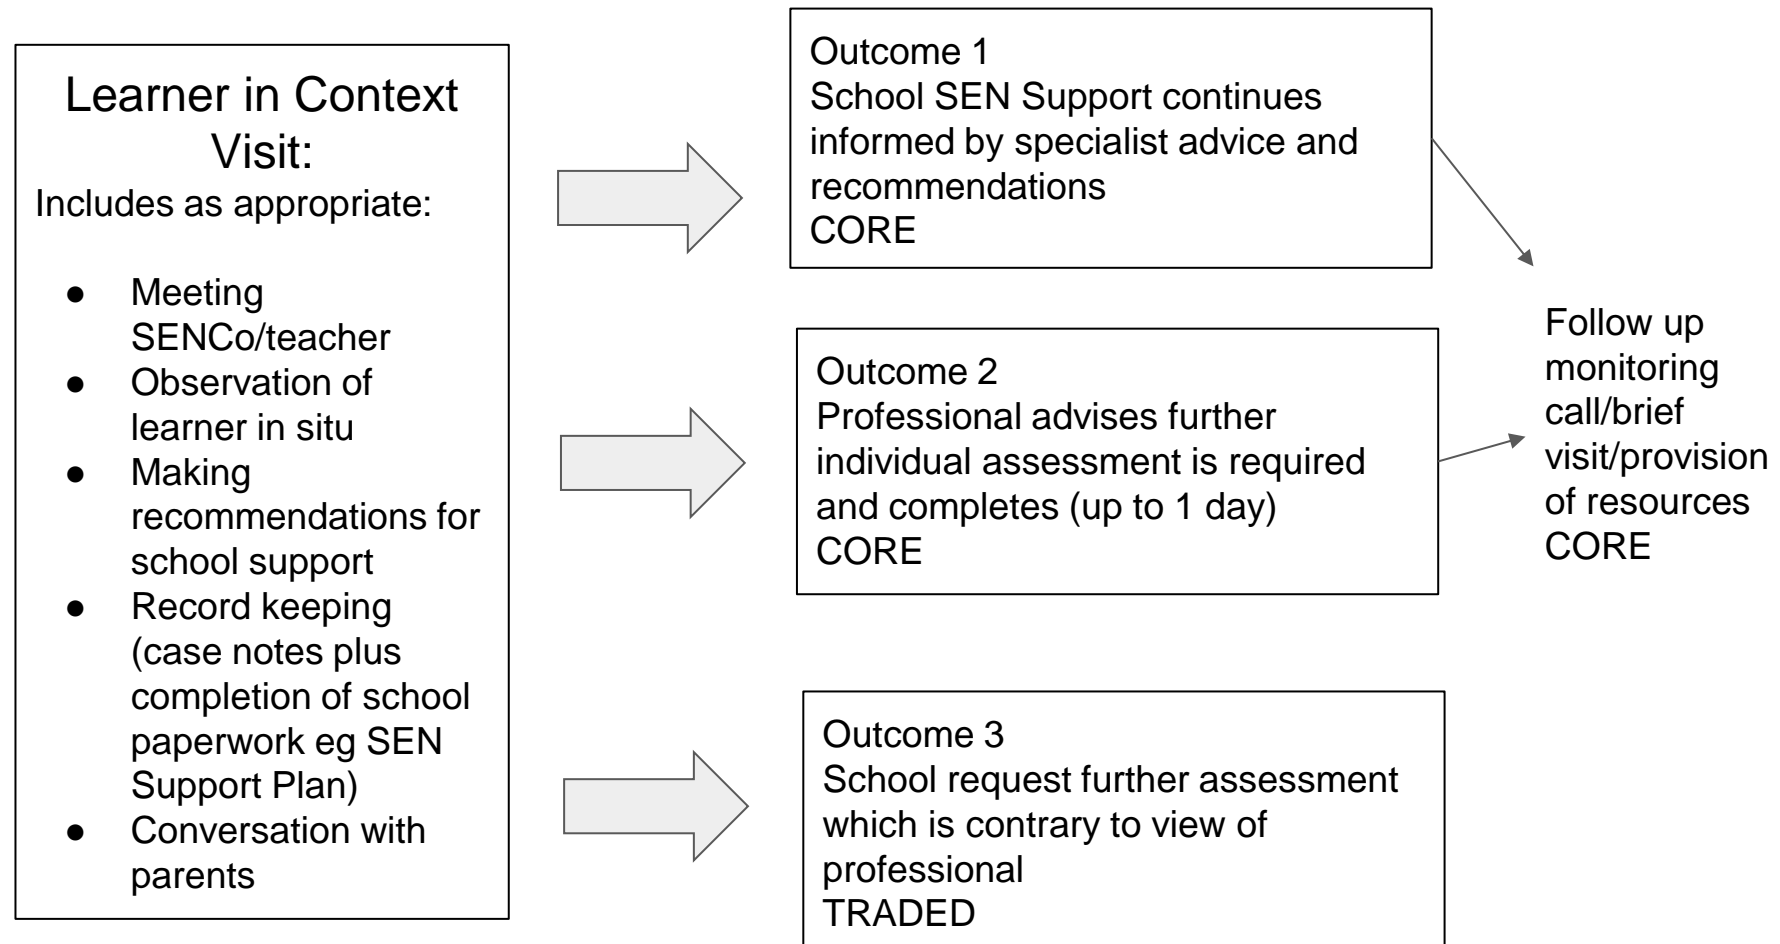 Learner in Context
Visit:
Includes as appropriate:
● Meeting
SENCo/teacher
● Observation of
learner in situ
● Making
recommendations for
school support
● Record keeping
(case notes plus
completion of school
paperwork eg SEN
Support Plan)
● Conversation with
parents
Outcome 1
School SEN Support continues
informed by specialist advice and
recommendations
CORE
Outcome 2
Professional advises further
individual assessment is required
and completes (up to 1 day)
CORE
Outcome 3
School request further assessment
which is contrary to view of
professional
TRADED
Follow up
monitoring
call/brief
visit/provision
of resources
CORE